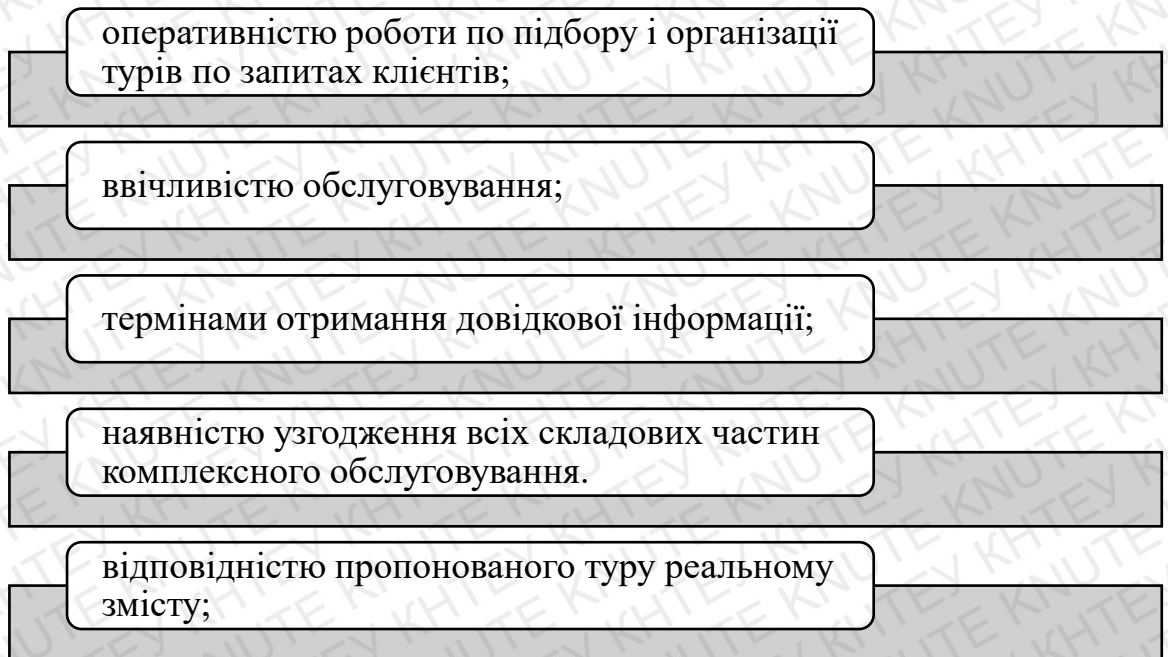 оперативністю роботи по підбору і організації
турів по запитах клієнтів;
ввічливістю обслуговування;
термінами отримання довідкової інформації;
наявністю узгодження всіх складових частин
комплексного обслуговування.
відповідністю пропонованого туру реальному
змісту;